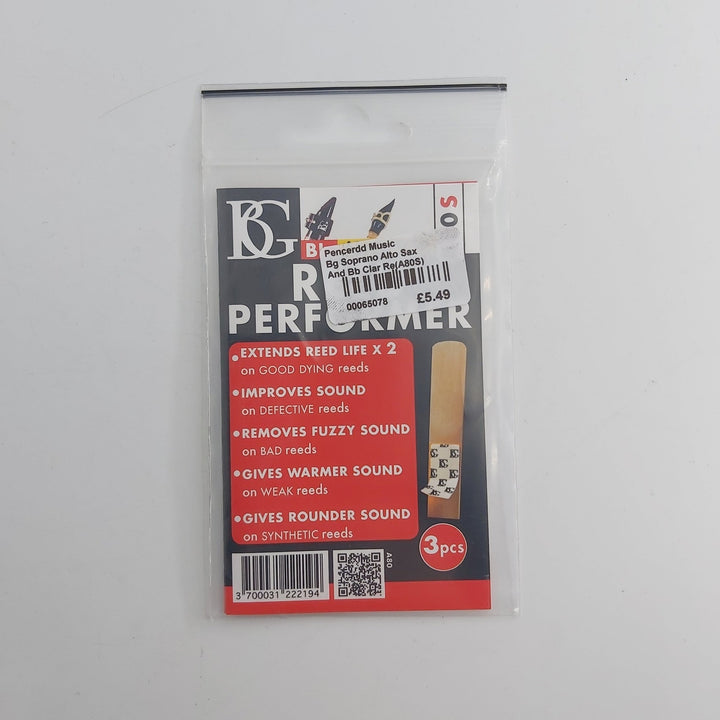 BG
S
Bb
Pencerdd Music
Bg Soprano Alto Sax
And Bb Clar Re(A80S)
00065078 £5.49
R
PERFORMER
• EXTENDS REED LIFE X 2
on GOOD DYING reeds
• IMPROVES SOUND
on DEFECTIVE reeds
• REMOVES FUZZY SOUND
on BAD reeds
• GIVES WARMER SOUND
on WEAK reeds
• GIVES ROUNDER SOUND
on SYNTHETIC reeds
3pcs
A80
3 700031 222194